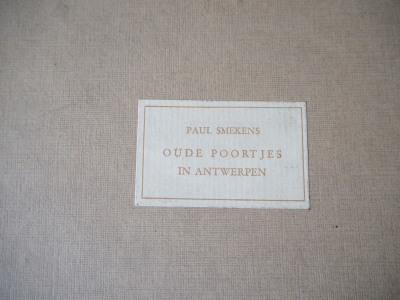 PAUL SMEKENS
OUDE POORTJES
IN ANTWERPEN